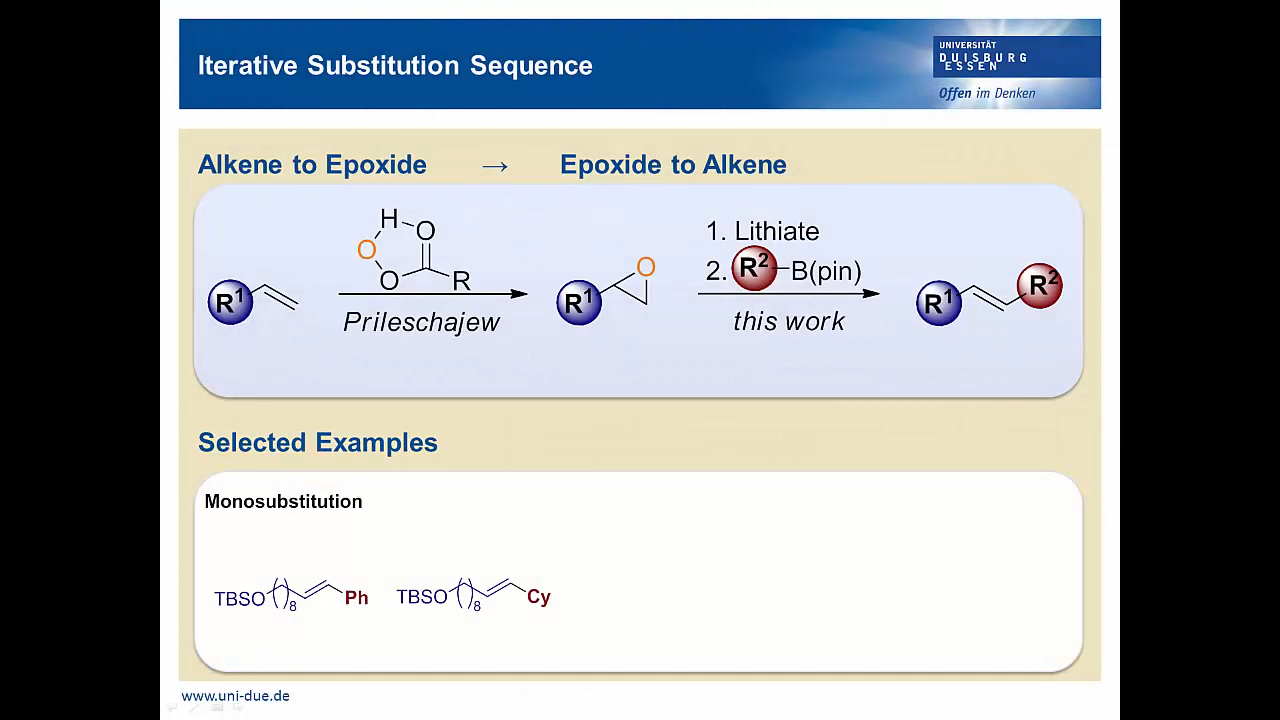 Iterative Substitution Sequence
UNIVERSITÄT
DUISBURG
ESSEN
Offen im Denken
Alkene to Epoxide → Epoxide to Alkene
H
O
O
O
R
R¹
Prileschajew
O
R¹
1. Lithiate
2. R² B(pin)
this work
R¹
R²
Selected Examples
Monosubstitution
TBSO ( )8 Ph
TBSO ( )8 Cy
www.uni-due.de